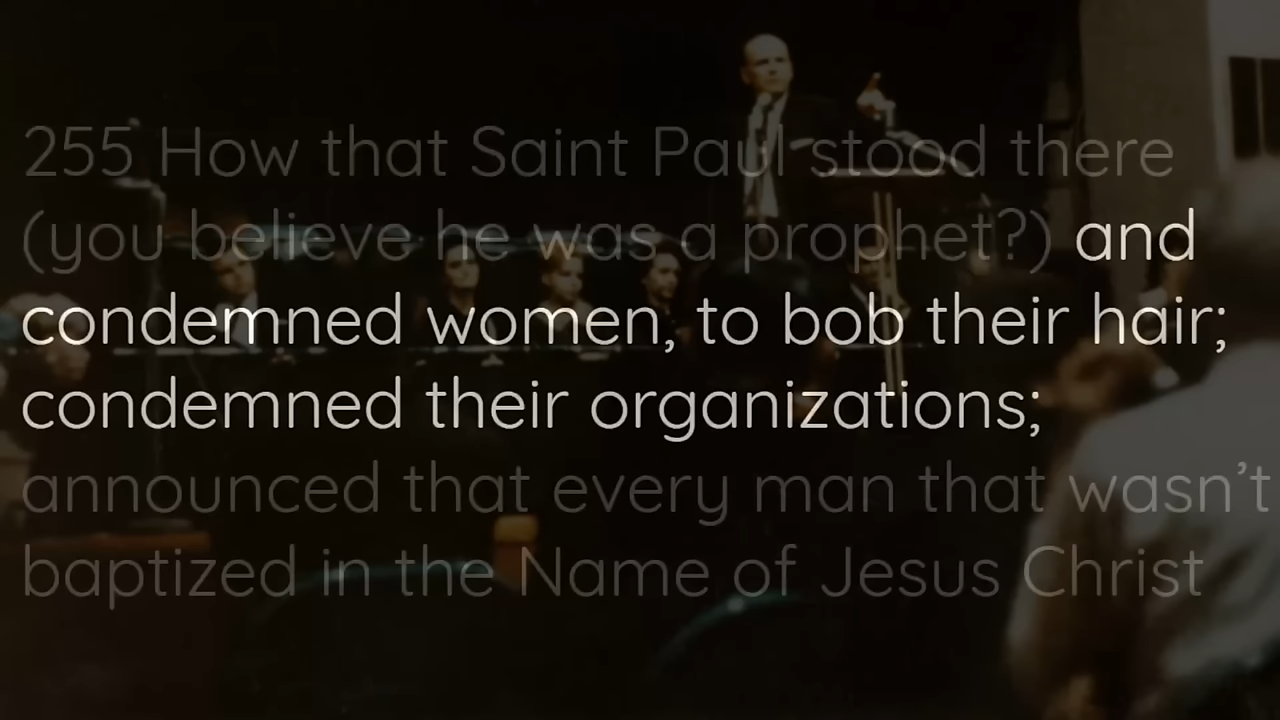 255 How that Saint Paul stood there
(you believe he was a prophet?) and
condemned women, to bob their hair;
condemned their organizations;
announced that every man that wasn’t
baptized in the Name of Jesus Christ